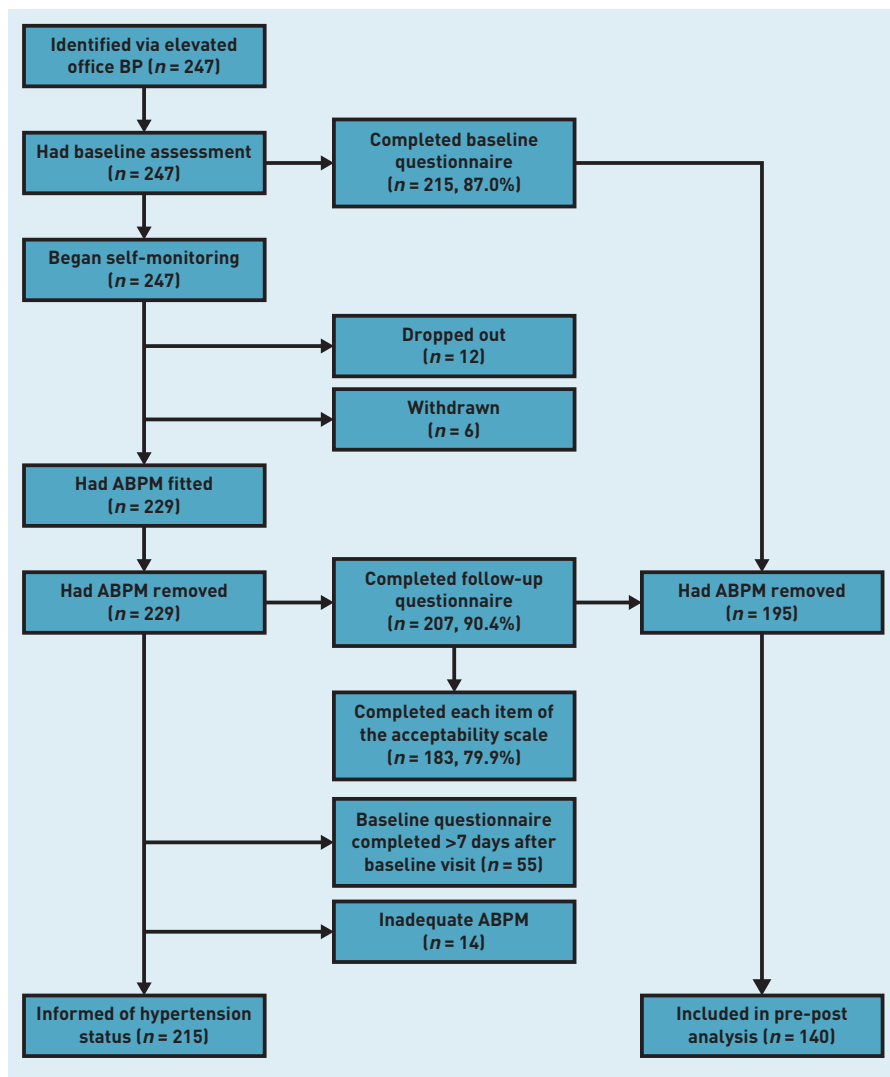 Identified via elevated
office BP (n = 247)
Had baseline assessment
(n = 247)
Completed baseline
questionnaire
(n = 215, 87.0%)
Began self-monitoring
(n = 247)
Dropped out
(n = 12)
Withdrawn
(n = 6)
Had ABPM fitted
(n = 229)
Had ABPM removed
(n = 229)
Completed follow-up
questionnaire
(n = 207, 90.4%)
Had ABPM removed
(n = 195)
Completed each item of
the acceptability scale
(n = 183, 79.9%)
Baseline questionnaire
completed >7 days after
baseline visit (n = 55)
Inadequate ABPM
(n = 14)
Informed of hypertension
status (n = 215)
Included in pre-post
analysis (n = 140)